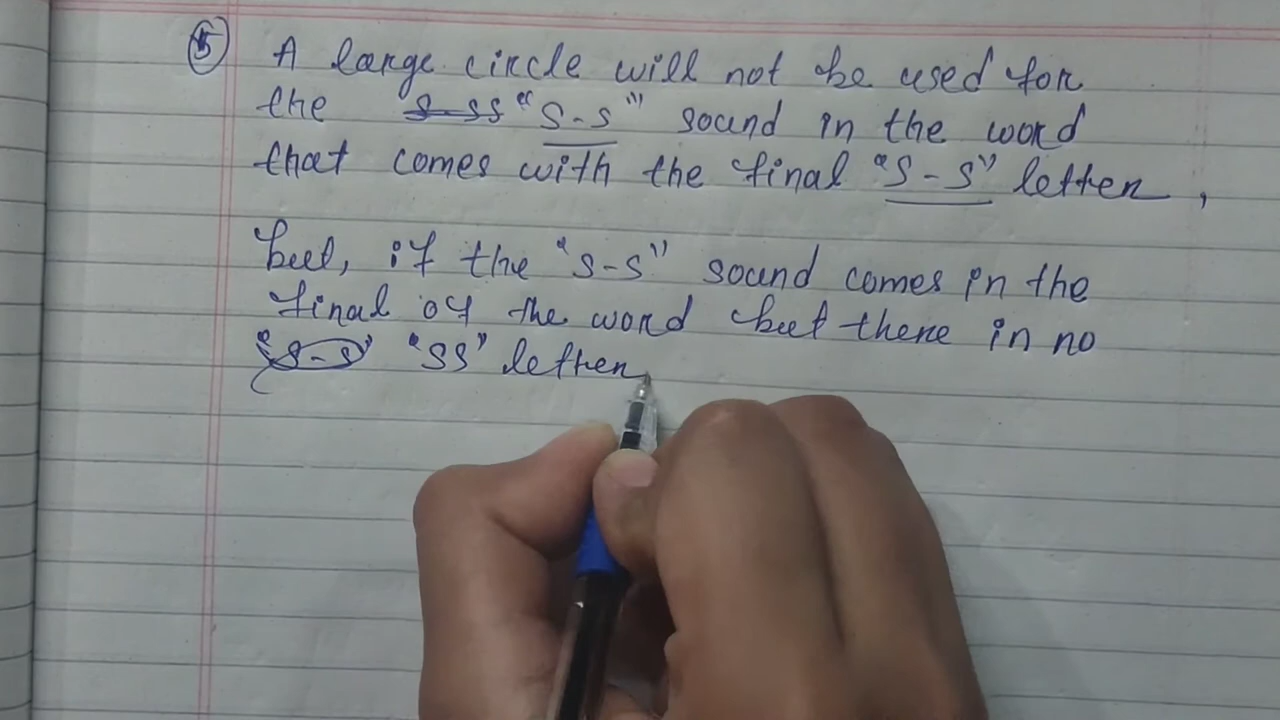 5 A large circle will not be used for
the s-ss "S-S" sound in the word
that comes with the final "S-S" letter,
but, if the "S-S" sound comes in the
final of the word but there in no
"S-S" "SS" letter